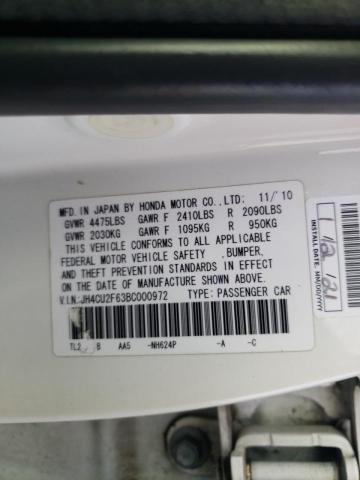 MFD. IN JAPAN BY HONDA MOTOR CO., LTD: 11/'10
GVWR 4475LBS GAWR F 2410LBS R 2090LBS
GVWR 2030KG GAWR F 1095KG R 950KG
THIS VEHICLE CONFORMS TO ALL APPLICABLE
FEDERAL MOTOR VEHICLE SAFETY ,BUMPER,
AND THEFT PREVENTION STANDARDS IN EFFECT
ON THE DATE OF MANUFACTURE SHOWN ABOVE.
V.I.N:JH4CU2F63BC000972 TYPE:PASSENGER CAR
TL2 B AA5 -NH624P -A -C
INSTALL DATE: MM/DD/YYYY